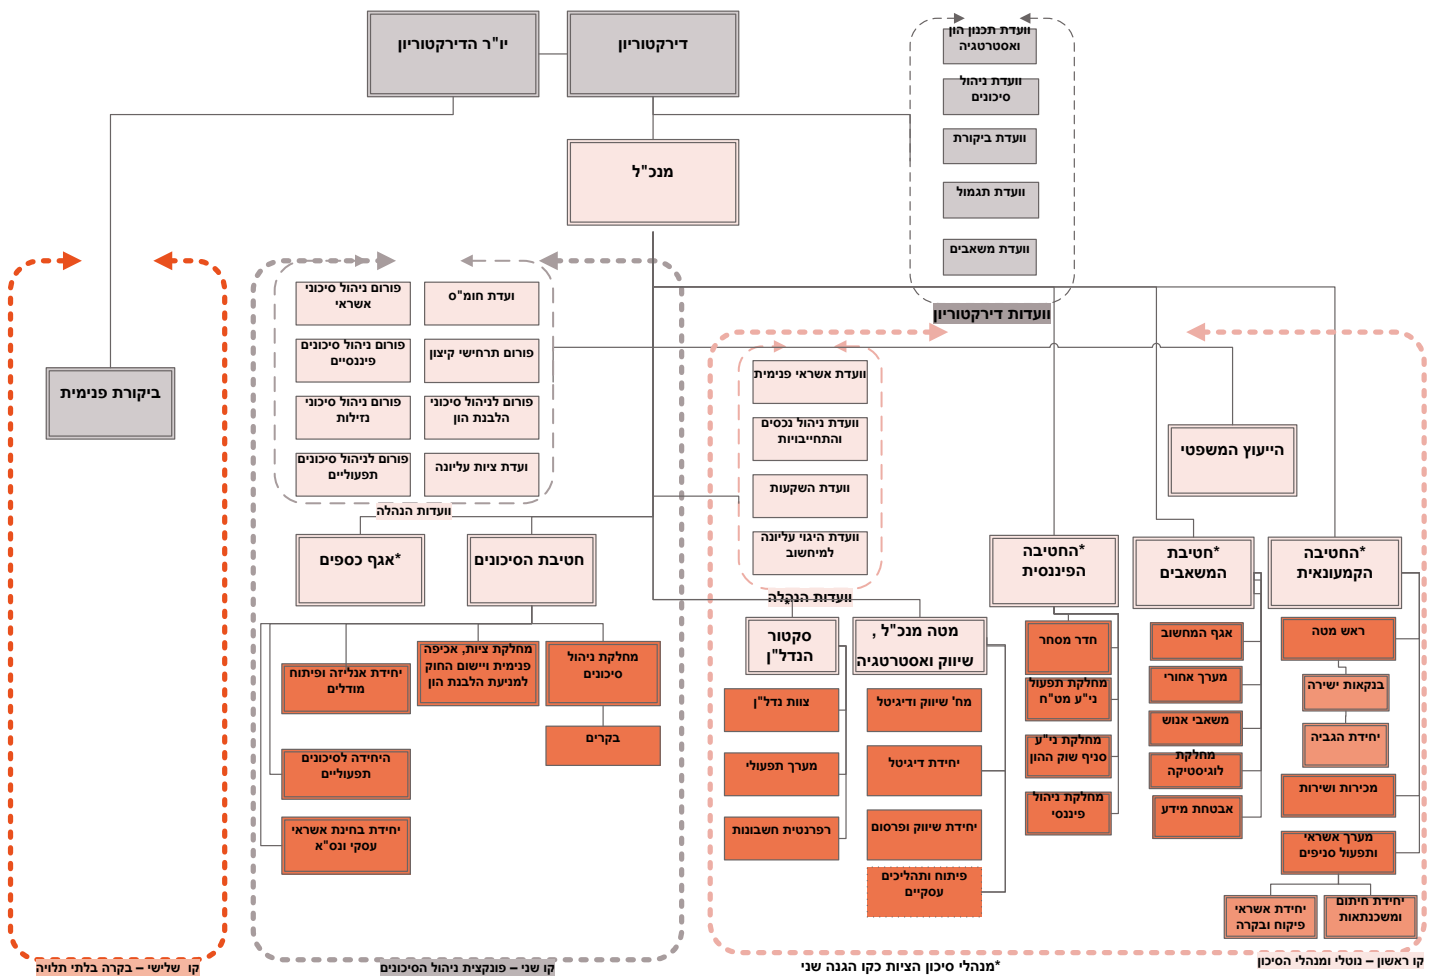 יו"ר הדירקטוריון
דירקטוריון
וועדת תכנון הון
ואסטרטגיה
וועדת ניהול
סיכונים
וועדת ביקורת
וועדת תגמול
וועדת משאבים
וועדות דירקטוריון
מנכ"ל
ביקורת פנימית
פורום ניהול סיכוני
אשראי
ועדת חומ"ס
פורום ניהול סיכונים
פיננסיים
פורום תרחישי קיצון
פורום ניהול סיכוני
נזילות
פורום לניהול סיכוני
הלבנת הון
פורום לניהול סיכונים
תפעוליים
ועדת ציות עליונה
וועדות הנהלה
וועדת אשראי פנימית
וועדת ניהול נכסים
והתחייבויות
וועדת השקעות
וועדת היגוי עליונה
למיחשוב
וועדות הנהלה
הייעוץ המשפטי
*אגף כספים
חטיבת הסיכונים
יחידת אנליזה ופיתוח
מודלים
מחלקת ציות, אכיפה
פנימית ויישום החוק
למניעת הלבנת הון
מחלקת ניהול
סיכונים
בקרים
היחידה לסיכונים
תפעוליים
יחידת בחינת אשראי
עסקי ונס"א
*
סקטור
הנדל"ן
צוות נדל"ן
מערך תפעולי
רפרנטית חשבונות
מטה מנכ"ל ,
שיווק ואסטרטגיה
מח' שיווק ודיגיטל
יחידת דיגיטל
יחידת שיווק ופרסום
פיתוח ותהליכים
עסקיים
*החטיבה
הפיננסית
חדר מסחר
מחלקת תפעול
ני"ע מט"ח
מחלקת ני"ע
סניף שוק ההון
מחלקת ניהול
פיננסי
*חטיבת
המשאבים
אגף המחשוב
מערך אחורי
משאבי אנוש
מחלקת
לוגיסטיקה
אבטחת מידע
*החטיבה
הקמעונאית
ראש מטה
בנקאות ישירה
יחידת הגביה
מכירות ושירות
מערך אשראי
ותפעול סניפים
יחידת אשראי
פיקוח ובקרה
יחידת חיתום
ומשכנתאות
קו שלישי – בקרה בלתי תלויה
קו שני – פונקצית ניהול הסיכונים
*מנהלי סיכון הציות כקו הגנה שני
קו ראשון – נוטלי ומנהלי הסיכון